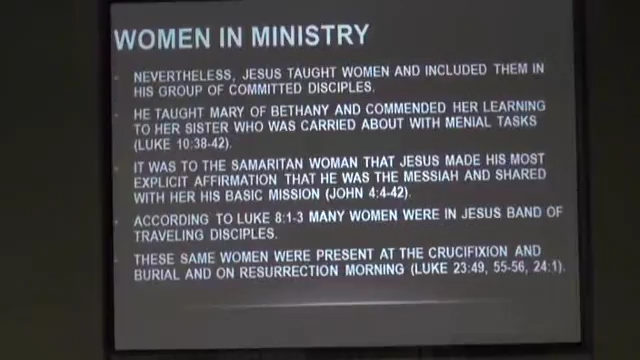 WOMEN IN MINISTRY
NEVERTHELESS, JESUS TAUGHT WOMEN AND INCLUDED THEM IN
HIS GROUP OF COMMITTED DISCIPLES.
HE TAUGHT MARY OF BETHANY AND COMMENDED HER LEARNING
TO HER SISTER WHO WAS CARRIED ABOUT WITH MENIAL TASKS
(LUKE 10:38-42).
IT WAS TO THE SAMARITAN WOMAN THAT JESUS MADE HIS MOST
EXPLICIT AFFIRMATION THAT HE WAS THE MESSIAH AND SHARED
WITH HER HIS BASIC MISSION (JOHN 4:4-42).
ACCORDING TO LUKE 8:1-3 MANY WOMEN WERE IN JESUS BAND OF
TRAVELING DISCIPLES.
THESE SAME WOMEN WERE PRESENT AT THE CRUCIFIXION AND
BURIAL AND ON RESURRECTION MORNING (LUKE 23:49, 55-56, 24:1).